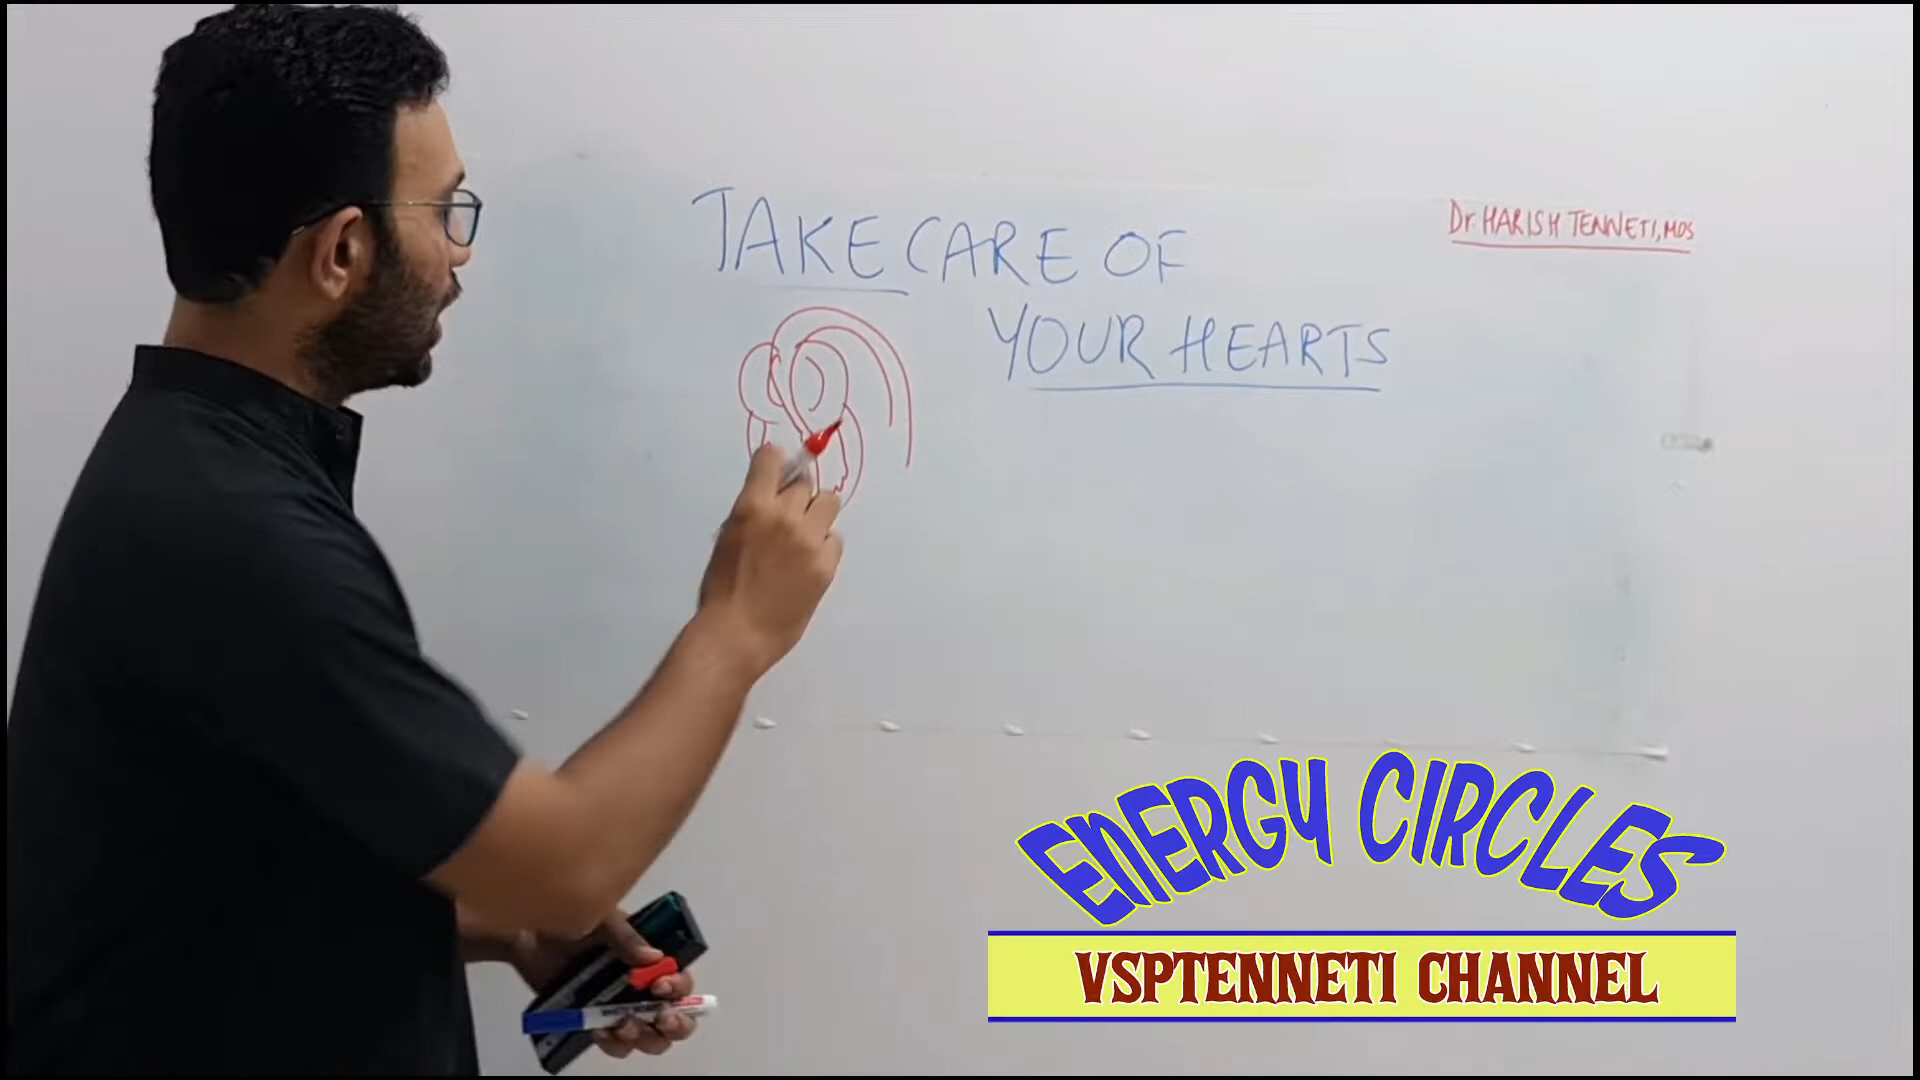 TAKE CARE OF
YOUR HEARTS
Dr. HARISH TENNETI, MDS
ENERGY CIRCLES
VSPTENNETI CHANNEL